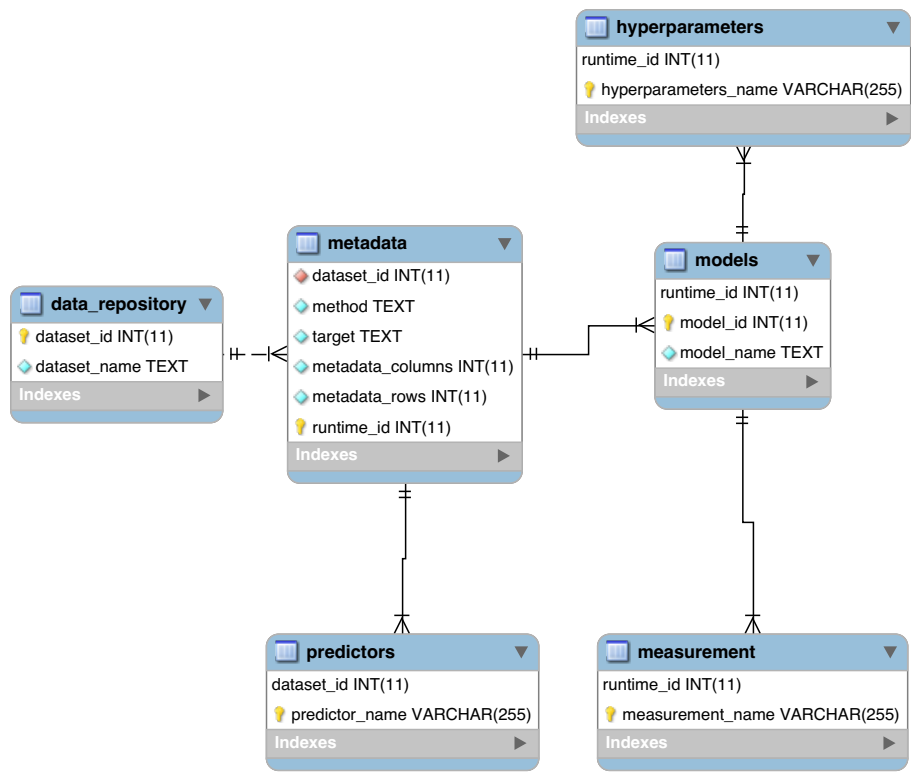 hyperparameters
runtime_id INT(11)
hyperparameters_name VARCHAR(255)
Indexes
metadata
dataset_id INT(11)
method TEXT
target TEXT
metadata_columns INT(11)
metadata_rows INT(11)
runtime_id INT(11)
Indexes
models
runtime_id INT(11)
model_id INT(11)
model_name TEXT
Indexes
data_repository
dataset_id INT(11)
dataset_name TEXT
Indexes
predictors
dataset_id INT(11)
predictor_name VARCHAR(255)
Indexes
measurement
runtime_id INT(11)
measurement_name VARCHAR(255)
Indexes